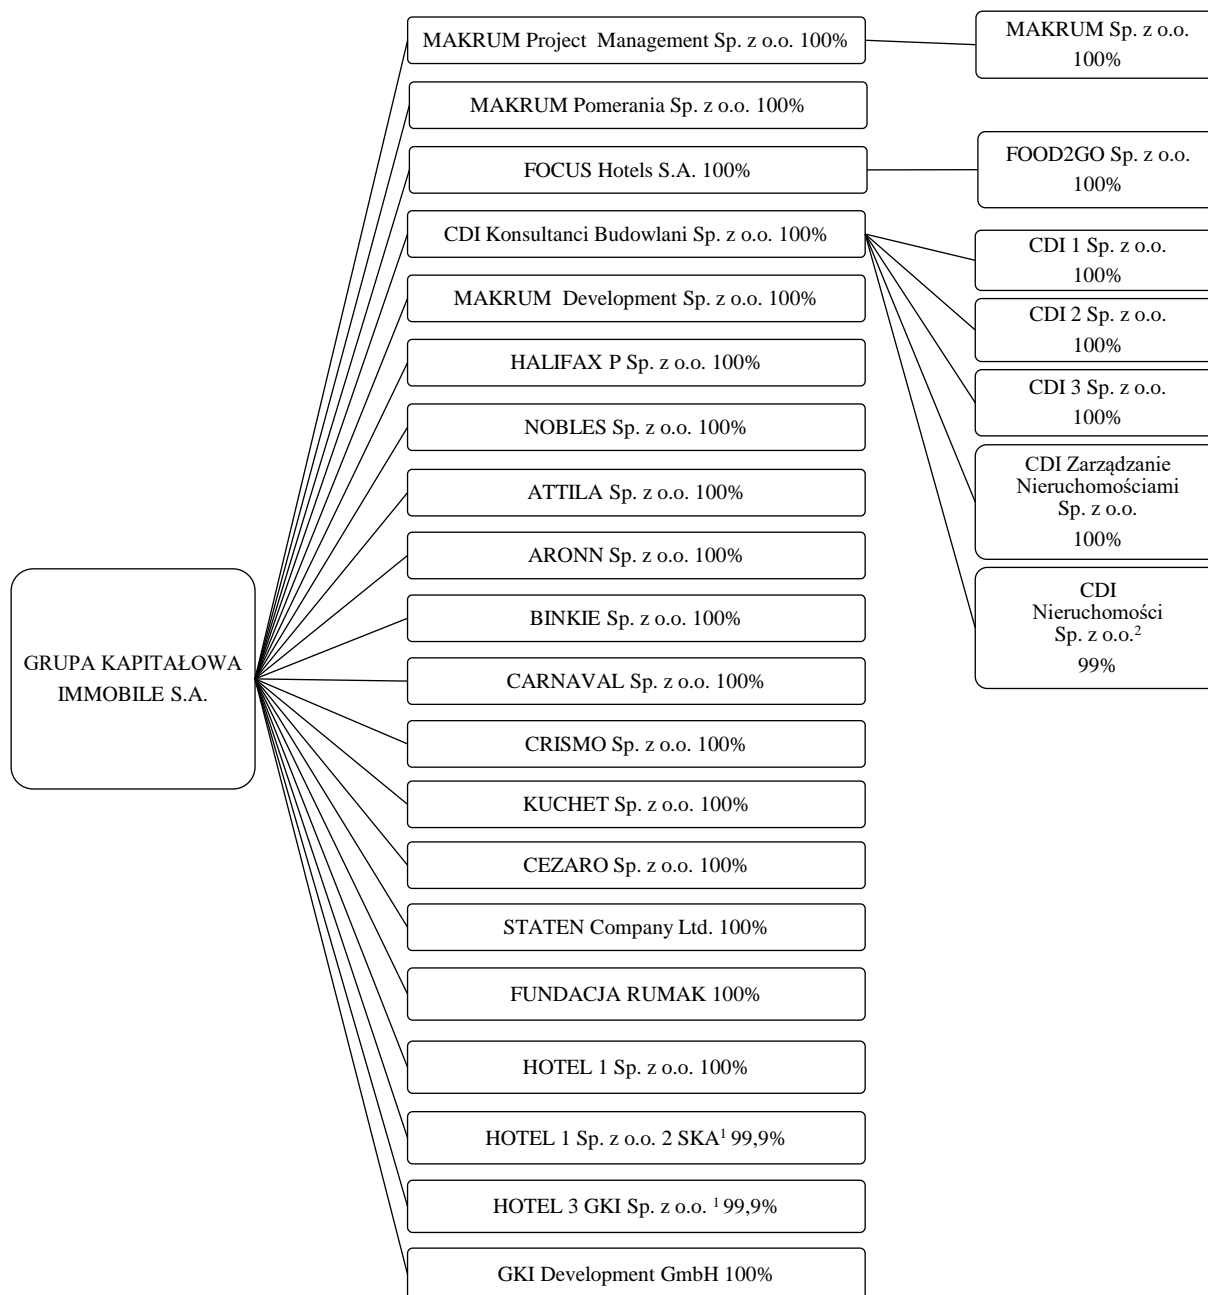 MAKRUM Project Management Sp. z o.o. 100%
MAKRUM Sp. z o.o.
100%
MAKRUM Pomerania Sp. z o.o. 100%
FOCUS Hotels S.A. 100%
FOOD2GO Sp. z o.o.
100%
CDI Konsultanci Budowlani Sp. z o.o. 100%
CDI 1 Sp. z o.o.
100%
MAKRUM Development Sp. z o.o. 100%
CDI 2 Sp. z o.o.
100%
HALIFAX P Sp. z o.o. 100%
CDI 3 Sp. z o.o.
100%
NOBLES Sp. z o.o. 100%
CDI Zarządzanie
Nieruchomościami
Sp. z o.o.
100%
ATTILA Sp. z o.o. 100%
ARONN Sp. z o.o. 100%
CDI
Nieruchomości
Sp. z o.o.²
99%
BINKIE Sp. z o.o. 100%
GRUPA KAPITAŁOWA
IMMOBILE S.A.
CARNAVAL Sp. z o.o. 100%
CRISMO Sp. z o.o. 100%
KUCHET Sp. z o.o. 100%
CEZARO Sp. z o.o. 100%
STATEN Company Ltd. 100%
FUNDACJA RUMAK 100%
HOTEL 1 Sp. z o.o. 100%
HOTEL 1 Sp. z o.o. 2 SKA¹ 99,9%
HOTEL 3 GKI Sp. z o.o. ¹ 99,9%
GKI Development GmbH 100%